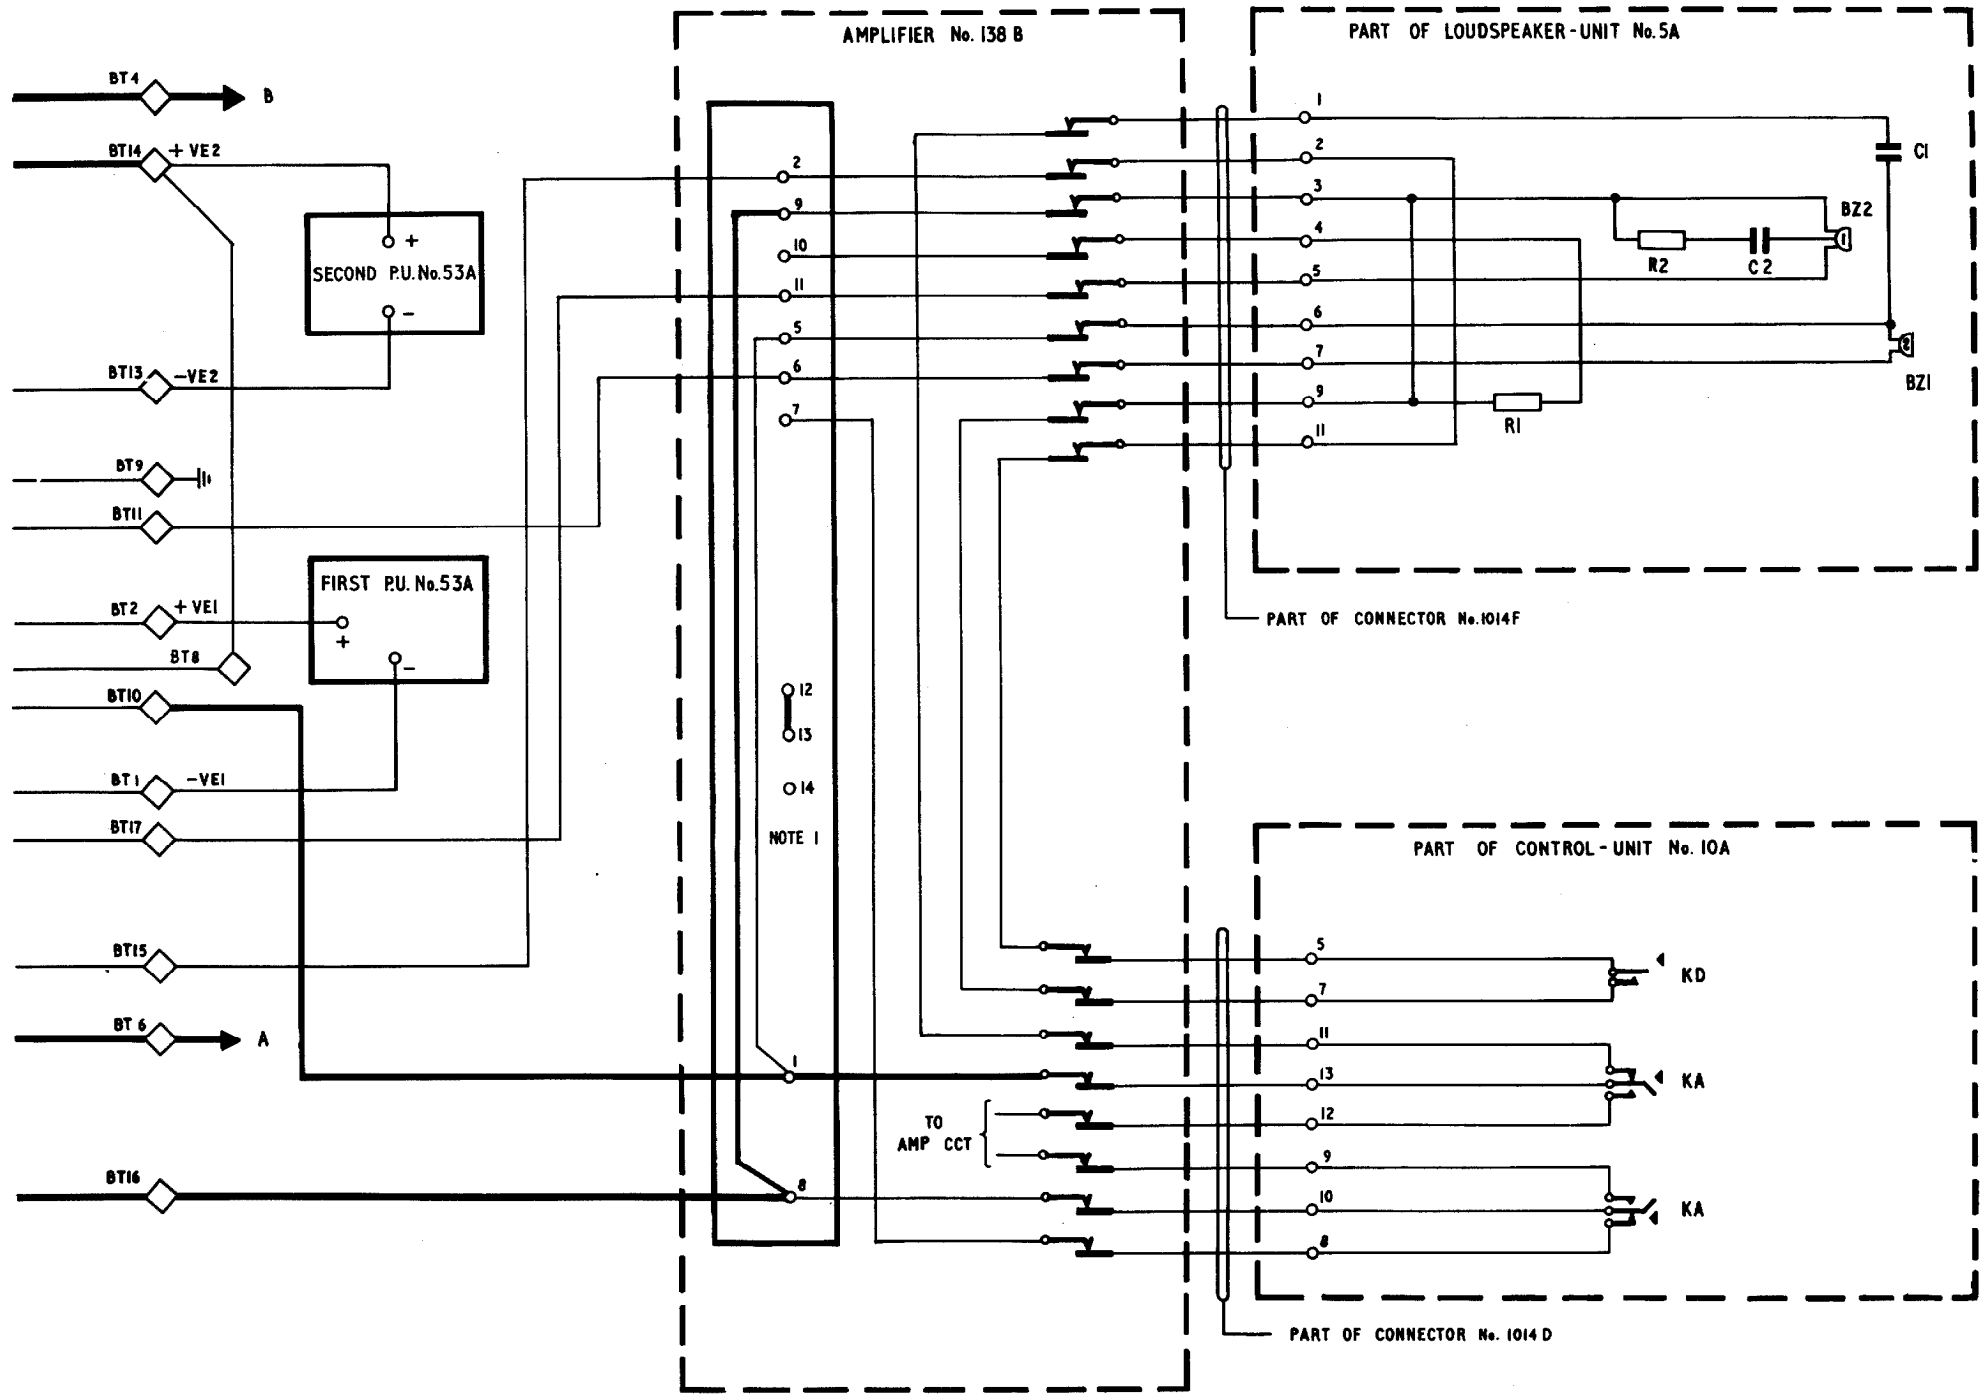 AMPLIFIER No. 138 B
PART OF LOUDSPEAKER-UNIT No. 5A
BT4
B
BT14
+ VE2
+
SECOND P.U. No. 53A
−
BT13
−VE2
BT9
BT11
FIRST P.U. No. 53A
BT2
+ VE1
+
−
BT8
BT10
BT1
−VE1
BT17
BT15
BT6
A
BT16
2
9
10
11
5
6
7
12
13
14
NOTE 1
1
8
TO
AMP CCT
1
2
3
4
5
6
7
9
11
C1
BZ2
R2
C2
BZ1
R1
PART OF CONNECTOR No. 1014F
PART OF CONTROL-UNIT No. 10A
5
7
11
13
12
9
10
8
KD
KA
KA
PART OF CONNECTOR No. 1014 D